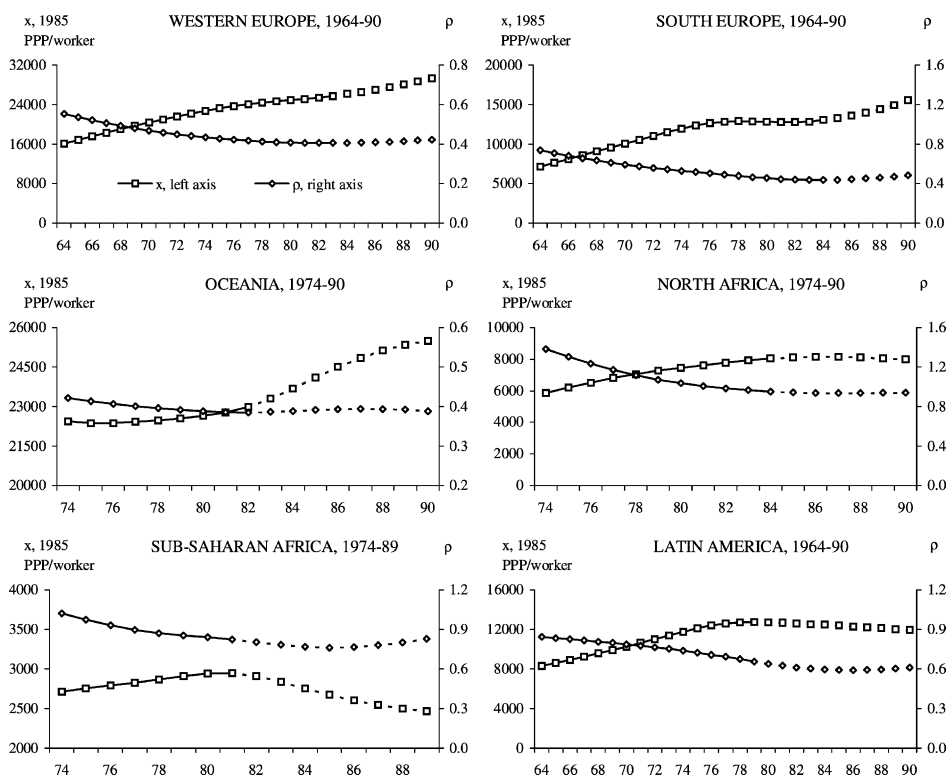 x, 1985 WESTERN EUROPE, 1964-90 ρ
PPP/worker
32000 0.8
24000 0.6
16000 0.4
8000 0.2
0 0.0
x, left axis ρ, right axis
64 66 68 70 72 74 76 78 80 82 84 86 88 90
x, 1985 SOUTH EUROPE, 1964-90 ρ
PPP/worker
20000 1.6
15000 1.2
10000 0.8
5000 0.4
0 0.0
64 66 68 70 72 74 76 78 80 82 84 86 88 90
x, 1985 OCEANIA, 1974-90 ρ
PPP/worker
26000 0.6
24500 0.5
23000 0.4
21500 0.3
20000 0.2
74 76 78 80 82 84 86 88 90
x, 1985 NORTH AFRICA, 1974-90 ρ
PPP/worker
10000 1.6
8000 1.2
6000 0.8
4000 0.4
2000 0.0
0
74 76 78 80 82 84 86 88 90
x, 1985 SUB-SAHARAN AFRICA, 1974-89 ρ
PPP/worker
4000 1.2
3500 0.9
3000 0.6
2500 0.3
2000 0.0
74 76 78 80 82 84 86 88
x, 1985 LATIN AMERICA, 1964-90 ρ
PPP/worker
16000 1.2
12000 0.9
8000 0.6
4000 0.3
0 0.0
64 66 68 70 72 74 76 78 80 82 84 86 88 90